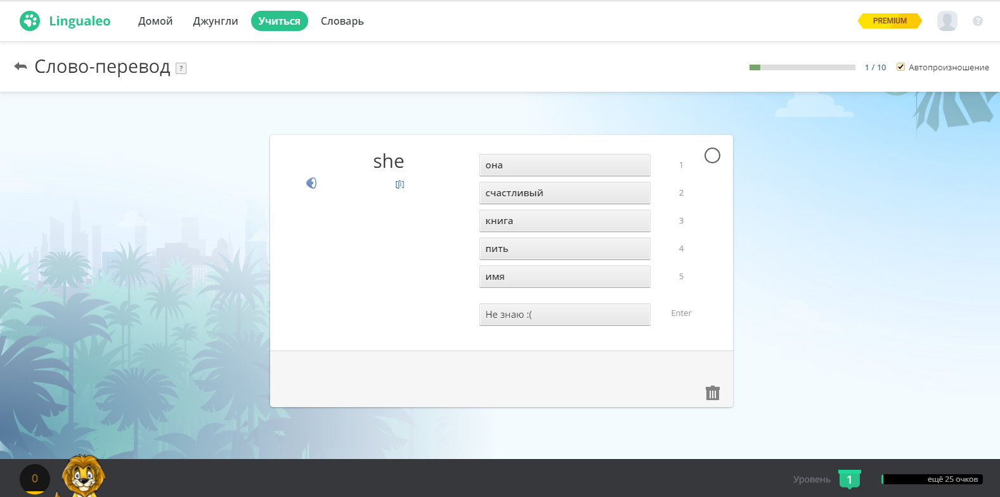 Lingualeo Домой Джунгли Учиться Словарь PREMIUM ?
Слово-перевод ? 1 / 10 Автопроизношение
she
[ʃi]
она 1
счастливый 2
книга 3
пить 4
имя 5
Не знаю :( Enter
0 Уровень 1 ещё 25 очков